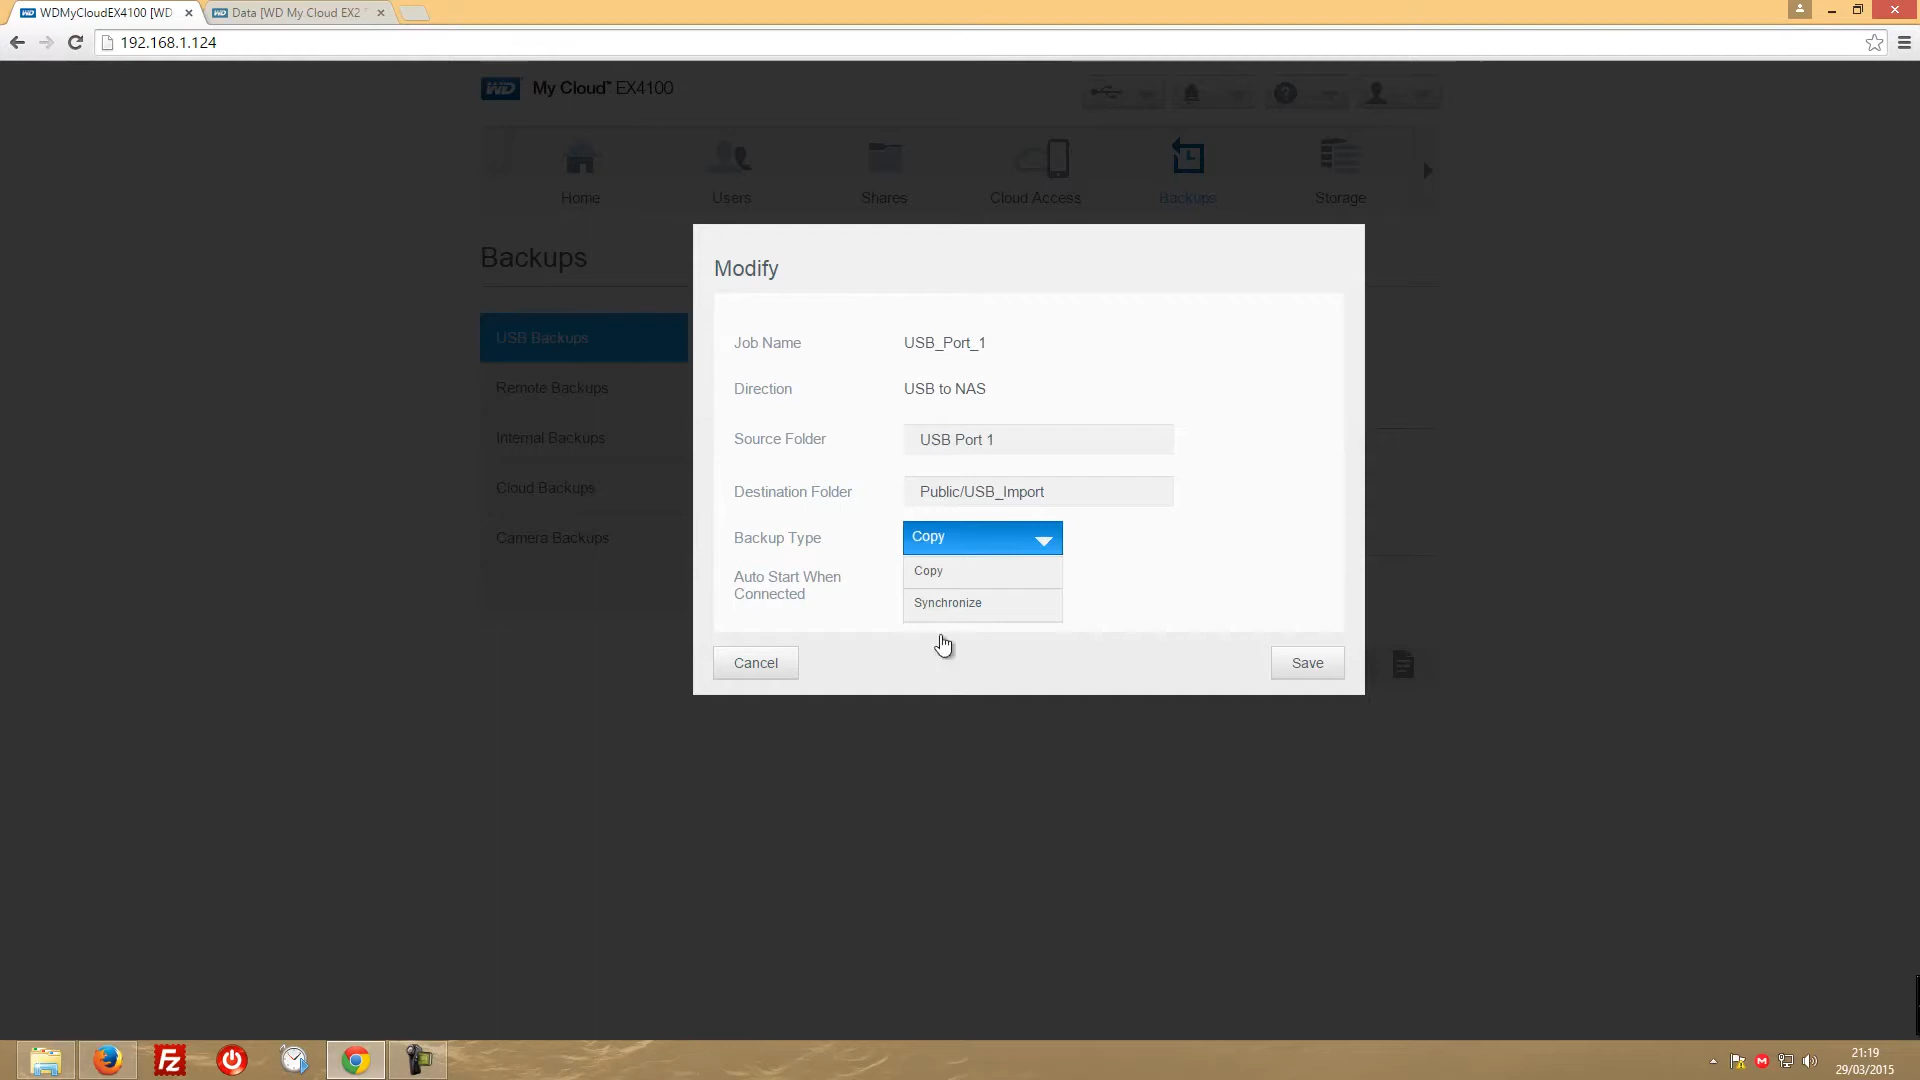 WDMyCloudEX4100 [WD
Data [WD My Cloud EX2
192.168.1.124
WD My Cloud™ EX4100
Home
Users
Shares
Cloud Access
Backups
Storage
Backups
USB Backups
Remote Backups
Internal Backups
Cloud Backups
Camera Backups
Modify
Job Name USB_Port_1
Direction USB to NAS
Source Folder USB Port 1
Destination Folder Public/USB_Import
Backup Type Copy
Copy
Auto Start When
Connected
Synchronize
Cancel
Save
21:19
29/03/2015